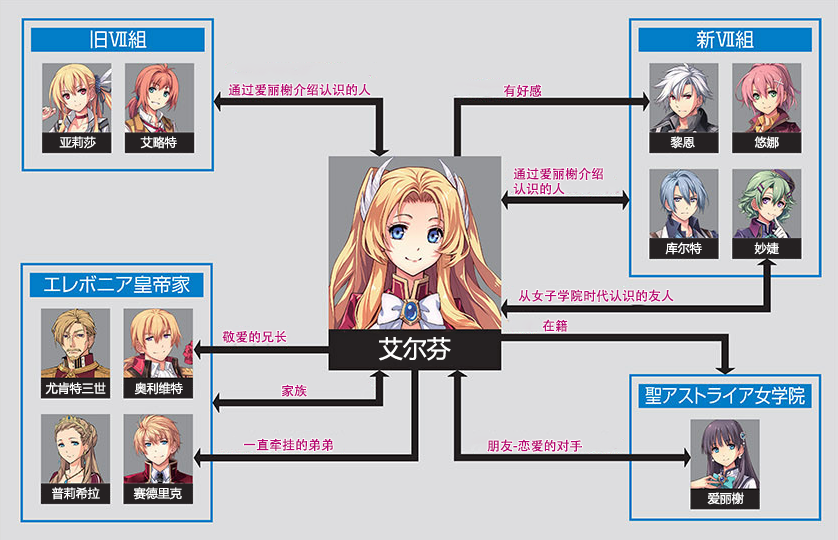 旧Ⅶ組
亚莉莎
艾略特
通过爱丽榭介绍认识的人
有好感
新Ⅶ組
黎恩
悠娜
库尔特
妙婕
通过爱丽榭介绍
认识的人
从女子学院时代认识的友人
在籍
艾尔芬
エレボニア皇帝家
尤肯特三世
奥利维特
普莉希拉
赛德里克
敬爱的兄长
家族
一直牵挂的弟弟
朋友-恋爱的对手
聖アストライア女学院
爱丽榭